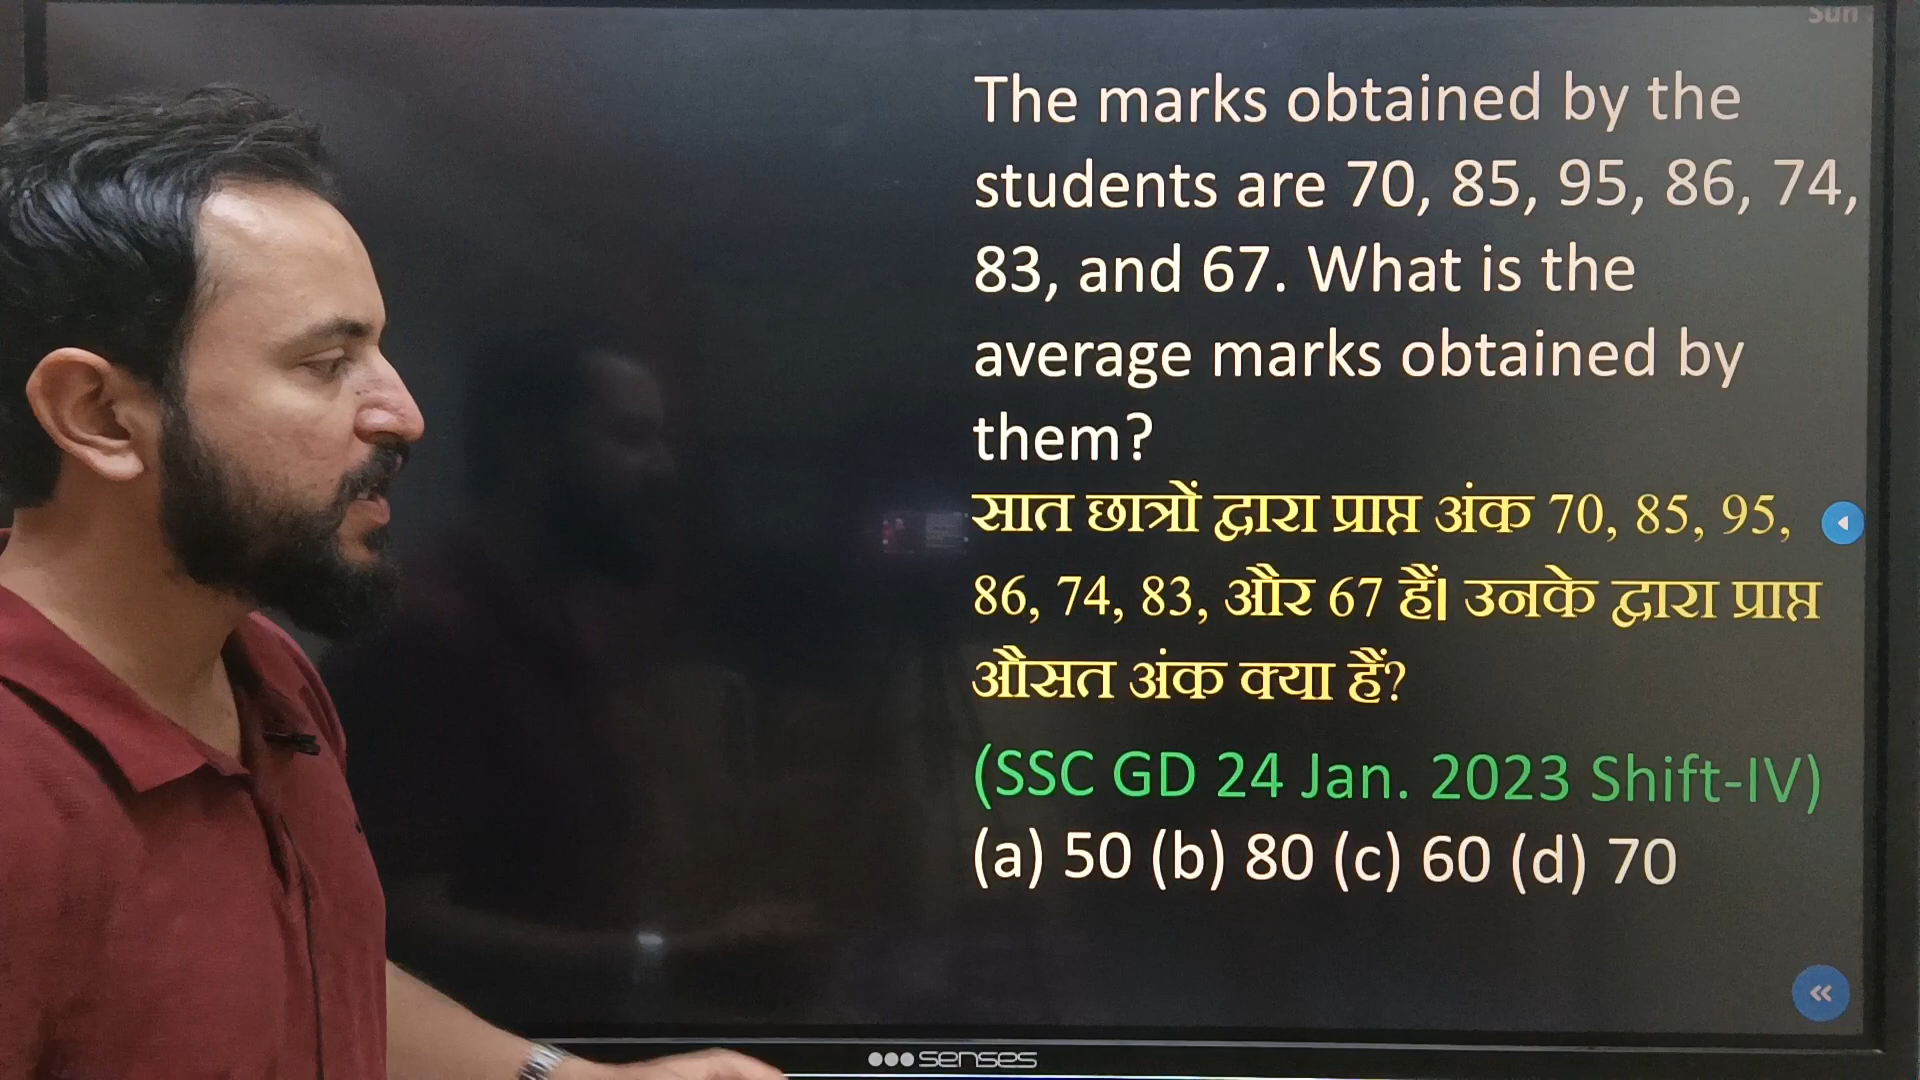 Sun
The marks obtained by the
students are 70, 85, 95, 86, 74,
83, and 67. What is the
average marks obtained by
them?
सात छात्रों द्वारा प्राप्त अंक 70, 85, 95,
86, 74, 83, और 67 हैं। उनके द्वारा प्राप्त
औसत अंक क्या हैं?
(SSC GD 24 Jan. 2023 Shift-IV)
(a) 50 (b) 80 (c) 60 (d) 70
senses